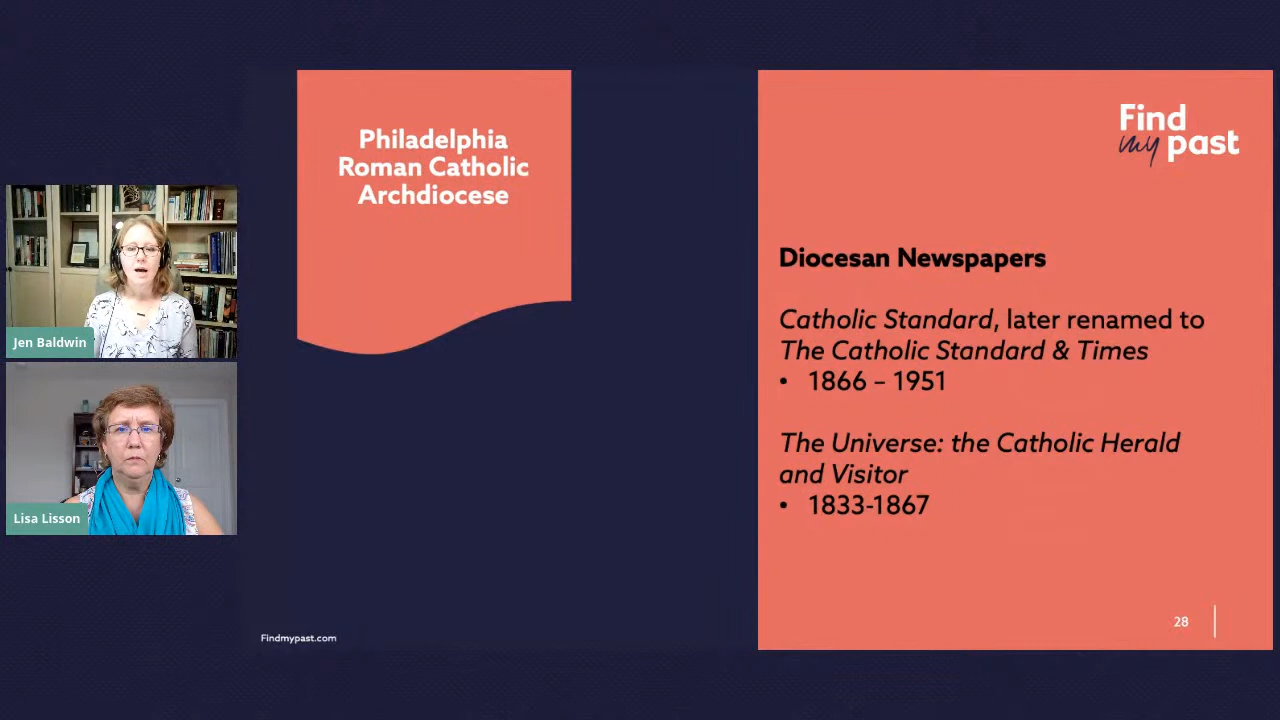 Philadelphia
Roman Catholic
Archdiocese
Find
my past
Diocesan Newspapers
Catholic Standard, later renamed to
The Catholic Standard & Times
• 1866 – 1951
The Universe: the Catholic Herald
and Visitor
• 1833-1867
Jen Baldwin
Lisa Lisson
Findmypast.com
28